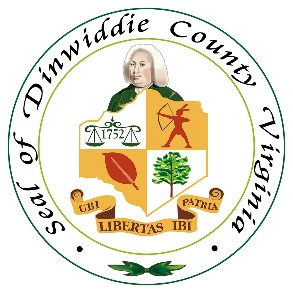 Seal of Dinwiddie County Virginia
1752
UBI PATRIA
LIBERTAS IBI